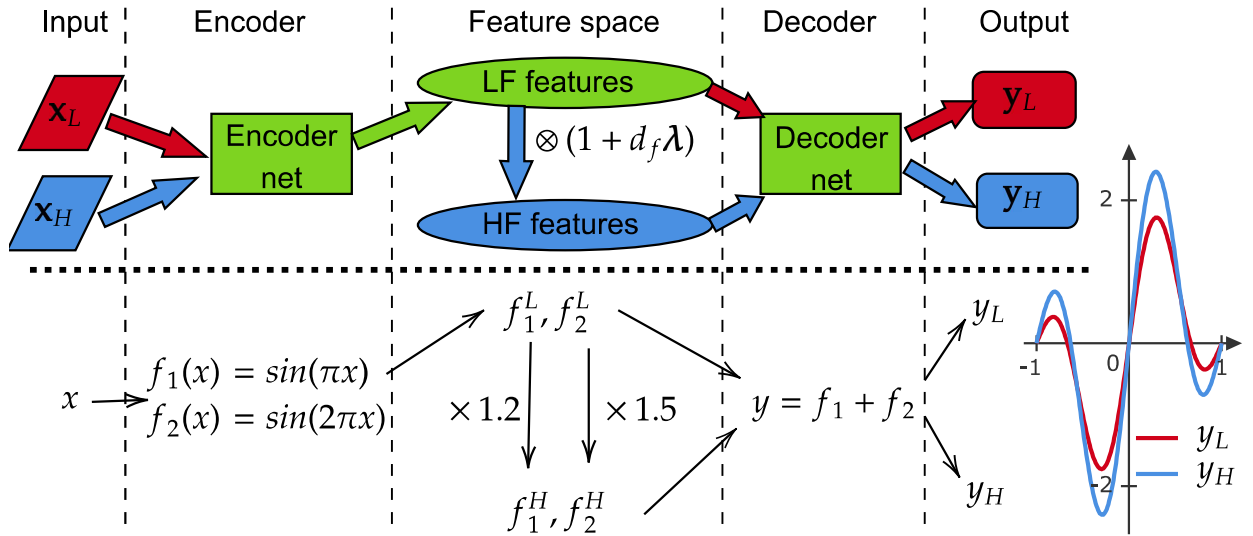 Input Encoder Feature space Decoder Output
x_L Encoder net LF features ⊗ (1 + d_f λ) Decoder net y_L
x_H HF features y_H
f_1^L, f_2^L
x f_1(x) = sin(πx)
f_2(x) = sin(2πx)
× 1.2 × 1.5
f_1^H, f_2^H
y = f_1 + f_2
y_L
y_H
2
-1 0 1
-2
y_L
y_H